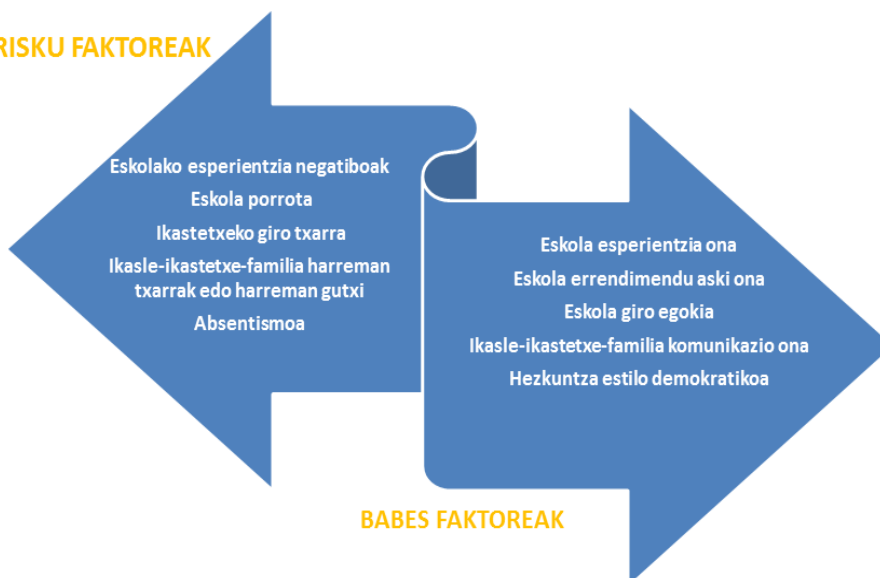 RISKU FAKTOREAK
Eskolako esperientzia negatiboak
Eskola porrota
Ikastetxeko giro txarra
Ikasle-ikastetxe-familia harreman
txarrak edo harreman gutxi
Absentismoa
Eskola esperientzia ona
Eskola errendimendu aski ona
Eskola giro egokia
Ikasle-ikastetxe-familia komunikazio ona
Hezkuntza estilo demokratikoa
BABES FAKTOREAK